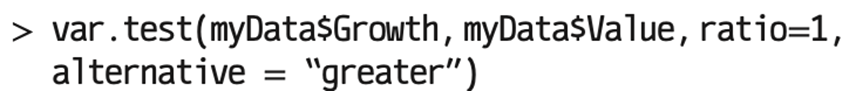 > var.test(myData$Growth, myData$Value, ratio=1,
alternative = “greater”)